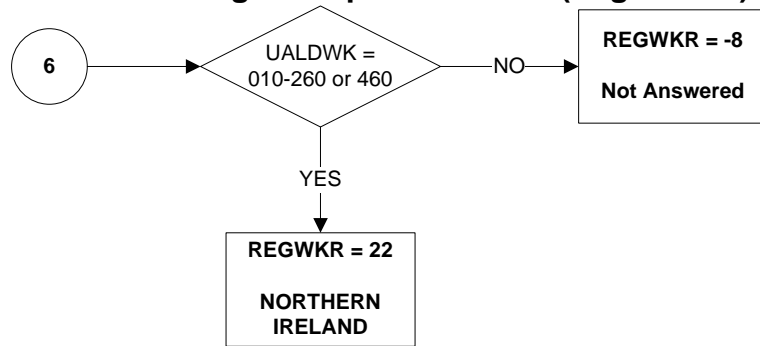 6
UALDWK =
010-260 or 460
NO
REGWKR = -8
Not Answered
YES
REGWKR = 22
NORTHERN
IRELAND